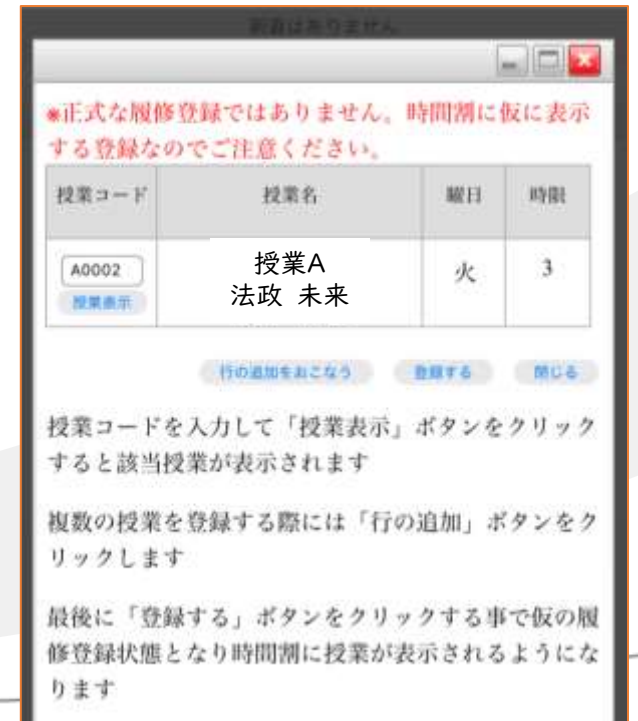 ※正式な履修登録ではありません。時間割に仮に表示
する登録なのでご注意ください。
授業コード 授業名 曜日 時限
A0002 授業A 火 3
法政 未来
授業表示
行の追加をおこなう 登録する 閉じる
授業コードを入力して「授業表示」ボタンをクリック
すると該当授業が表示されます
複数の授業を登録する際には「行の追加」ボタンをク
リックします
最後に「登録する」ボタンをクリックする事で仮の履
修登録状態となり時間割に授業が表示されるようにな
ります